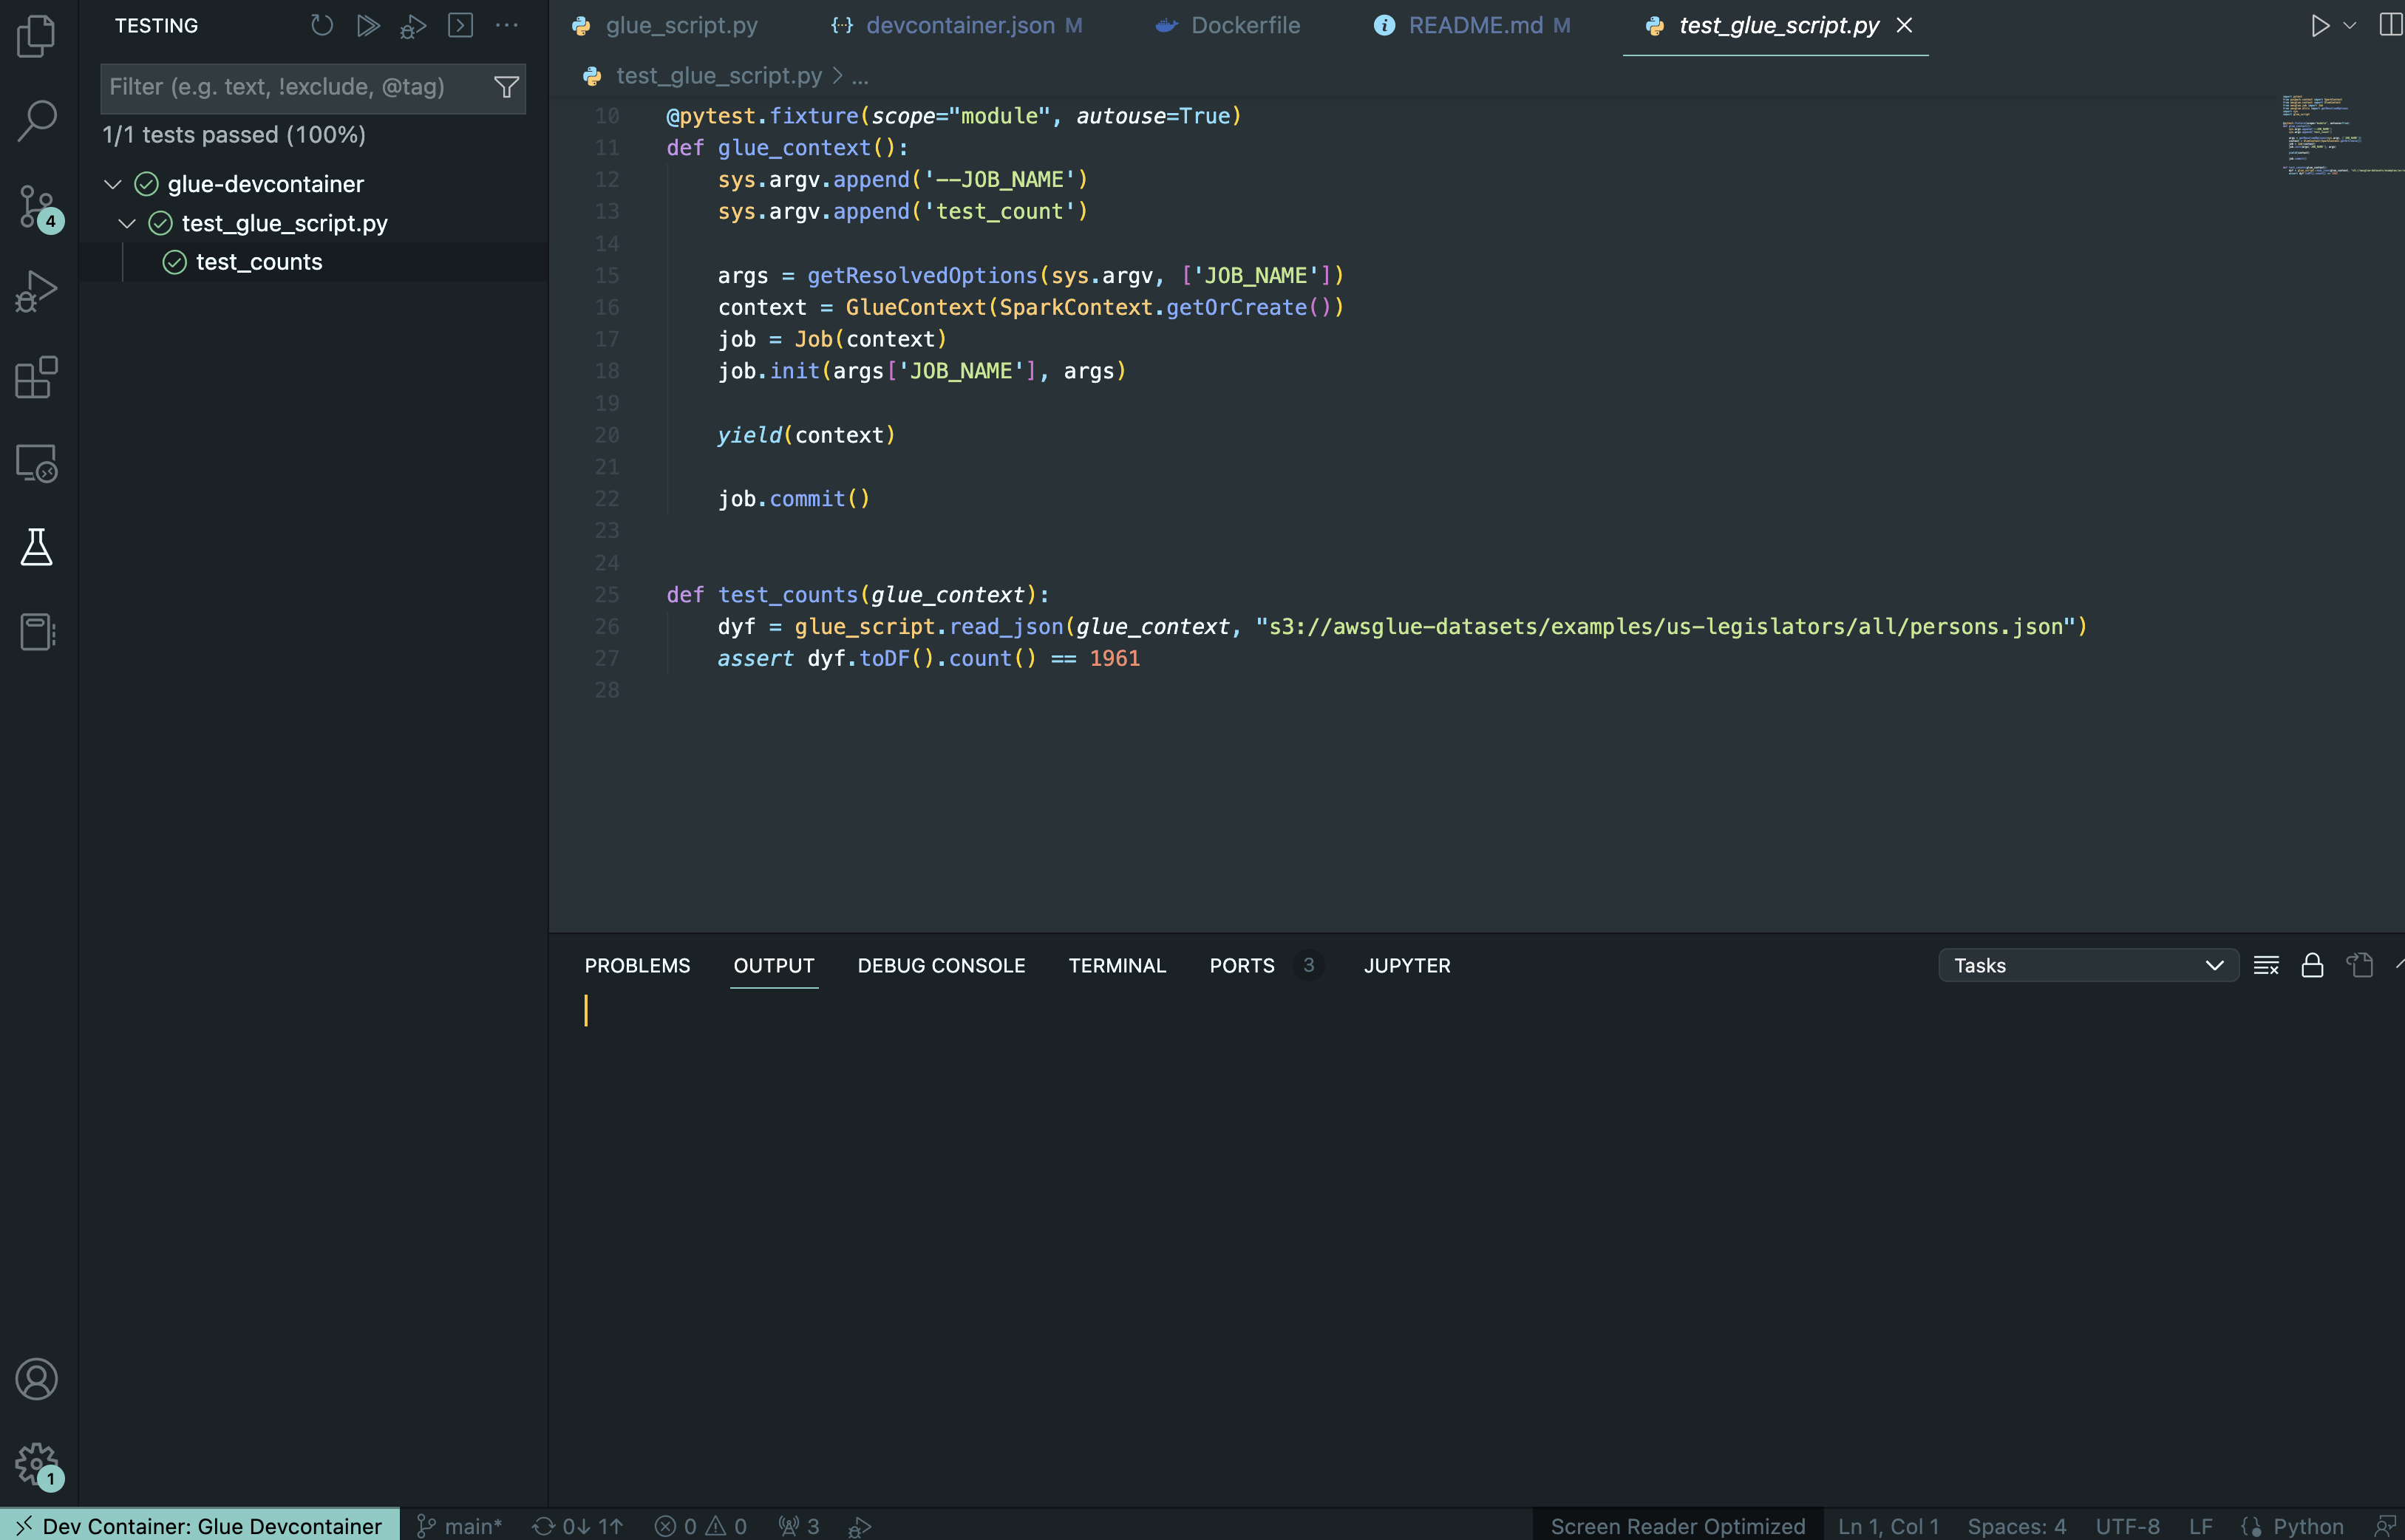 TESTING
Filter (e.g. text, !exclude, @tag)
1/1 tests passed (100%)
glue-devcontainer
test_glue_script.py
test_counts
4
1
glue_script.py
devcontainer.json M
Dockerfile
README.md M
test_glue_script.py
test_glue_script.py > ...
10 @pytest.fixture(scope="module", autouse=True)
11 def glue_context():
12     sys.argv.append('--JOB_NAME')
13     sys.argv.append('test_count')
14
15     args = getResolvedOptions(sys.argv, ['JOB_NAME'])
16     context = GlueContext(SparkContext.getOrCreate())
17     job = Job(context)
18     job.init(args['JOB_NAME'], args)
19
20     yield(context)
21
22     job.commit()
23
24
25 def test_counts(glue_context):
26     dyf = glue_script.read_json(glue_context, "s3://awsglue-datasets/examples/us-legislators/all/persons.json")
27     assert dyf.toDF().count() == 1961
28
PROBLEMS OUTPUT DEBUG CONSOLE TERMINAL PORTS 3 JUPYTER
Tasks
Dev Container: Glue Devcontainer main* 0↓ 1↑ 0 0 3 Screen Reader Optimized Ln 1, Col 1 Spaces: 4 UTF-8 LF Python